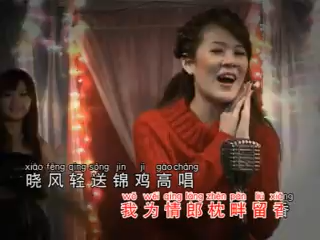 xiǎo fēng qīng sòng jǐn jī gāo chàng
晓风轻送锦鸡高唱
wǒ wèi qíng láng zhěn pàn liú xiāng
我为情郎枕畔留香